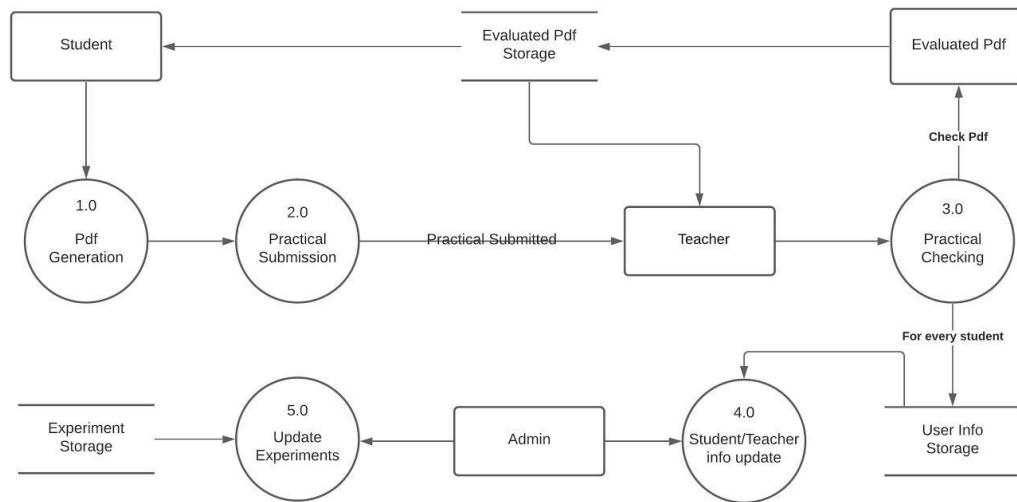 Student
Evaluated Pdf
Storage
Evaluated Pdf
Check Pdf
1.0
Pdf
Generation
2.0
Practical
Submission
Practical Submitted
Teacher
3.0
Practical
Checking
For every student
Experiment
Storage
5.0
Update
Experiments
Admin
4.0
Student/Teacher
info update
User Info
Storage